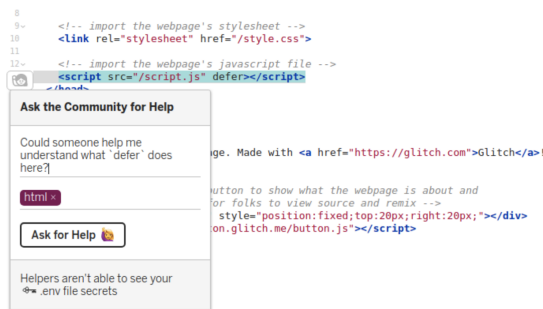 8
9
<!-- import the webpage's stylesheet -->
10
<link rel="stylesheet" href="/style.css">
11
12
<!-- import the webpage's javascript file -->
<script src="/script.js" defer></script>
</head>
Ask the Community for Help
Could someone help me
understand what `defer` does
here?
html ×
Ask for Help
Helpers aren't able to see your
.env file secrets
ge. Made with <a href="https://glitch.com">Glitch</a>!
utton to show what the webpage is about and
or folks to view source and remix -->
style="position:fixed;top:20px;right:20px;"></div>
on.glitch.me/button.js"></script>